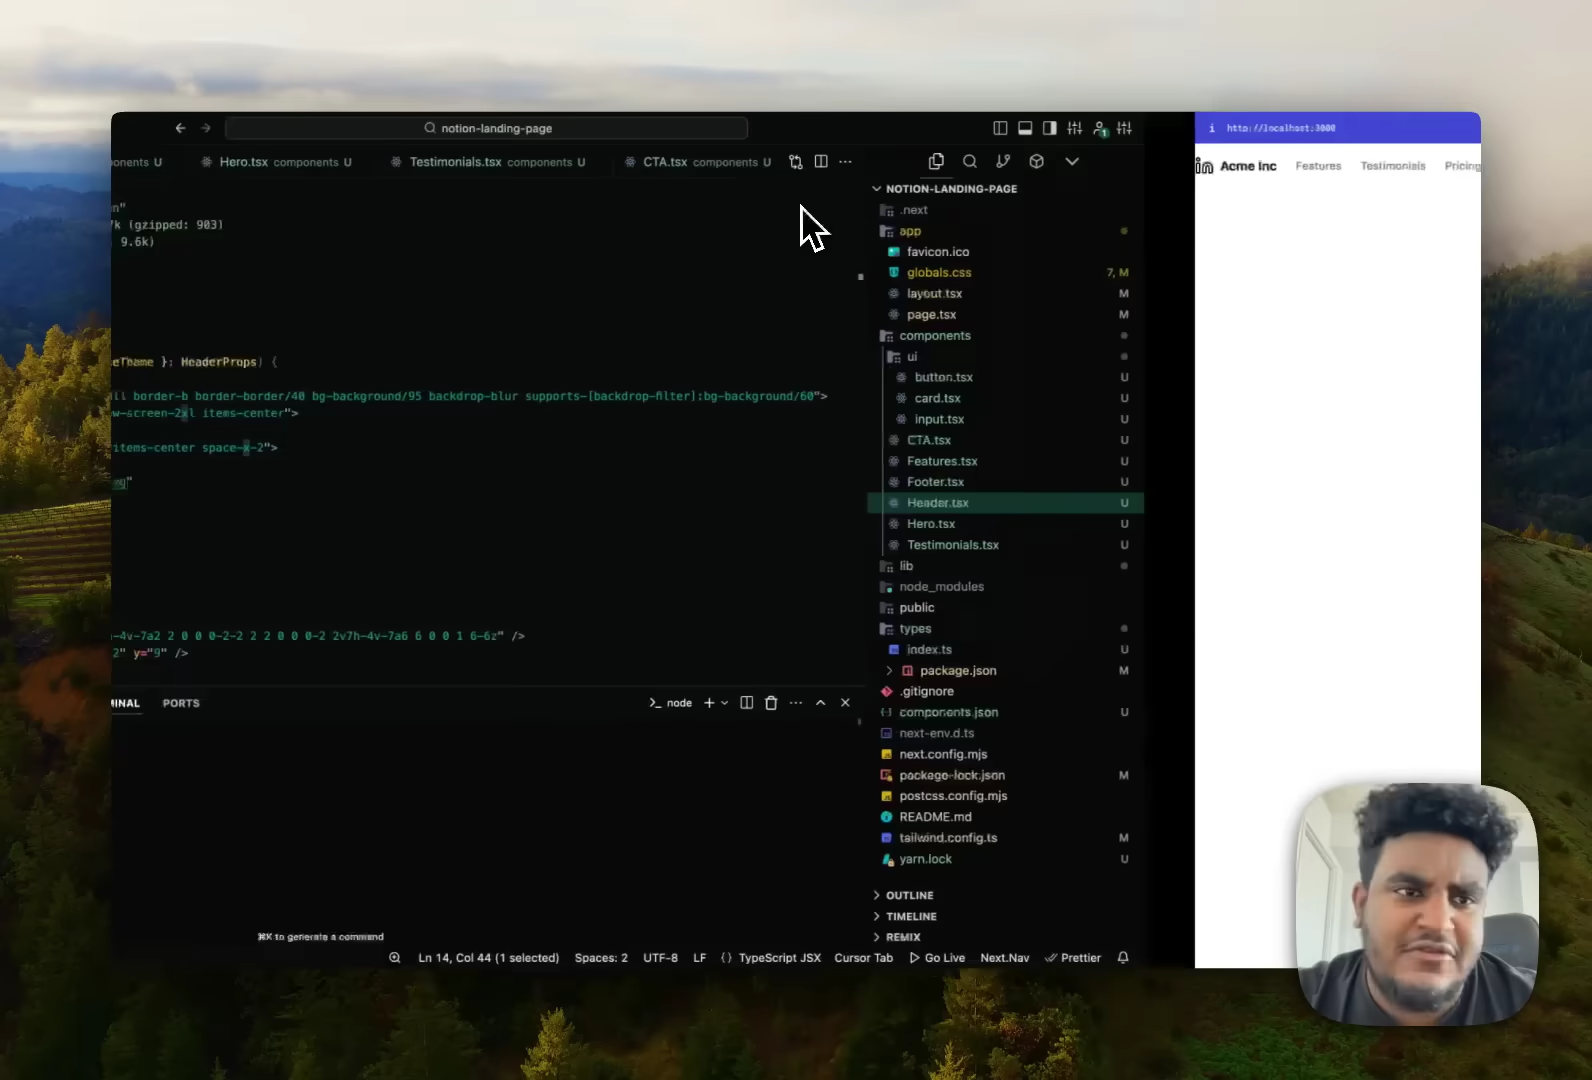 notion-landing-page
1
onents U
Hero.tsx components U
Testimonials.tsx components U
CTA.tsx components U
n"
7k (gzipped: 903)
9.6k)
eTheme }: HeaderProps) {
ll border-b border-border/40 bg-background/95 backdrop-blur supports-[backdrop-filter]:bg-background/60">
w-screen-2xl items-center">
items-center space-x-2">
-4v-7a2 2 0 0 0-2-2 2 2 0 0 0-2 2v7h-4v-7a6 6 0 0 1 6-6z" />
2" y="9" />
MINAL
PORTS
node
⌘K to generate a command
NOTION-LANDING-PAGE
.next
app
favicon.ico
globals.css 7, M
layout.tsx M
page.tsx M
components
ui
button.tsx U
card.tsx U
input.tsx U
CTA.tsx U
Features.tsx U
Footer.tsx U
Header.tsx U
Hero.tsx U
Testimonials.tsx U
lib
node_modules
public
types
index.ts U
package.json M
.gitignore
components.json U
next-env.d.ts
next.config.mjs
package-lock.json M
postcss.config.mjs
README.md
tailwind.config.ts M
yarn.lock U
OUTLINE
TIMELINE
REMIX
Ln 14, Col 44 (1 selected) Spaces: 2 UTF-8 LF {} TypeScript JSX Cursor Tab Go Live Next.Nav Prettier
http://localhost:3000
Acme Inc
Features
Testimonials
Pricing